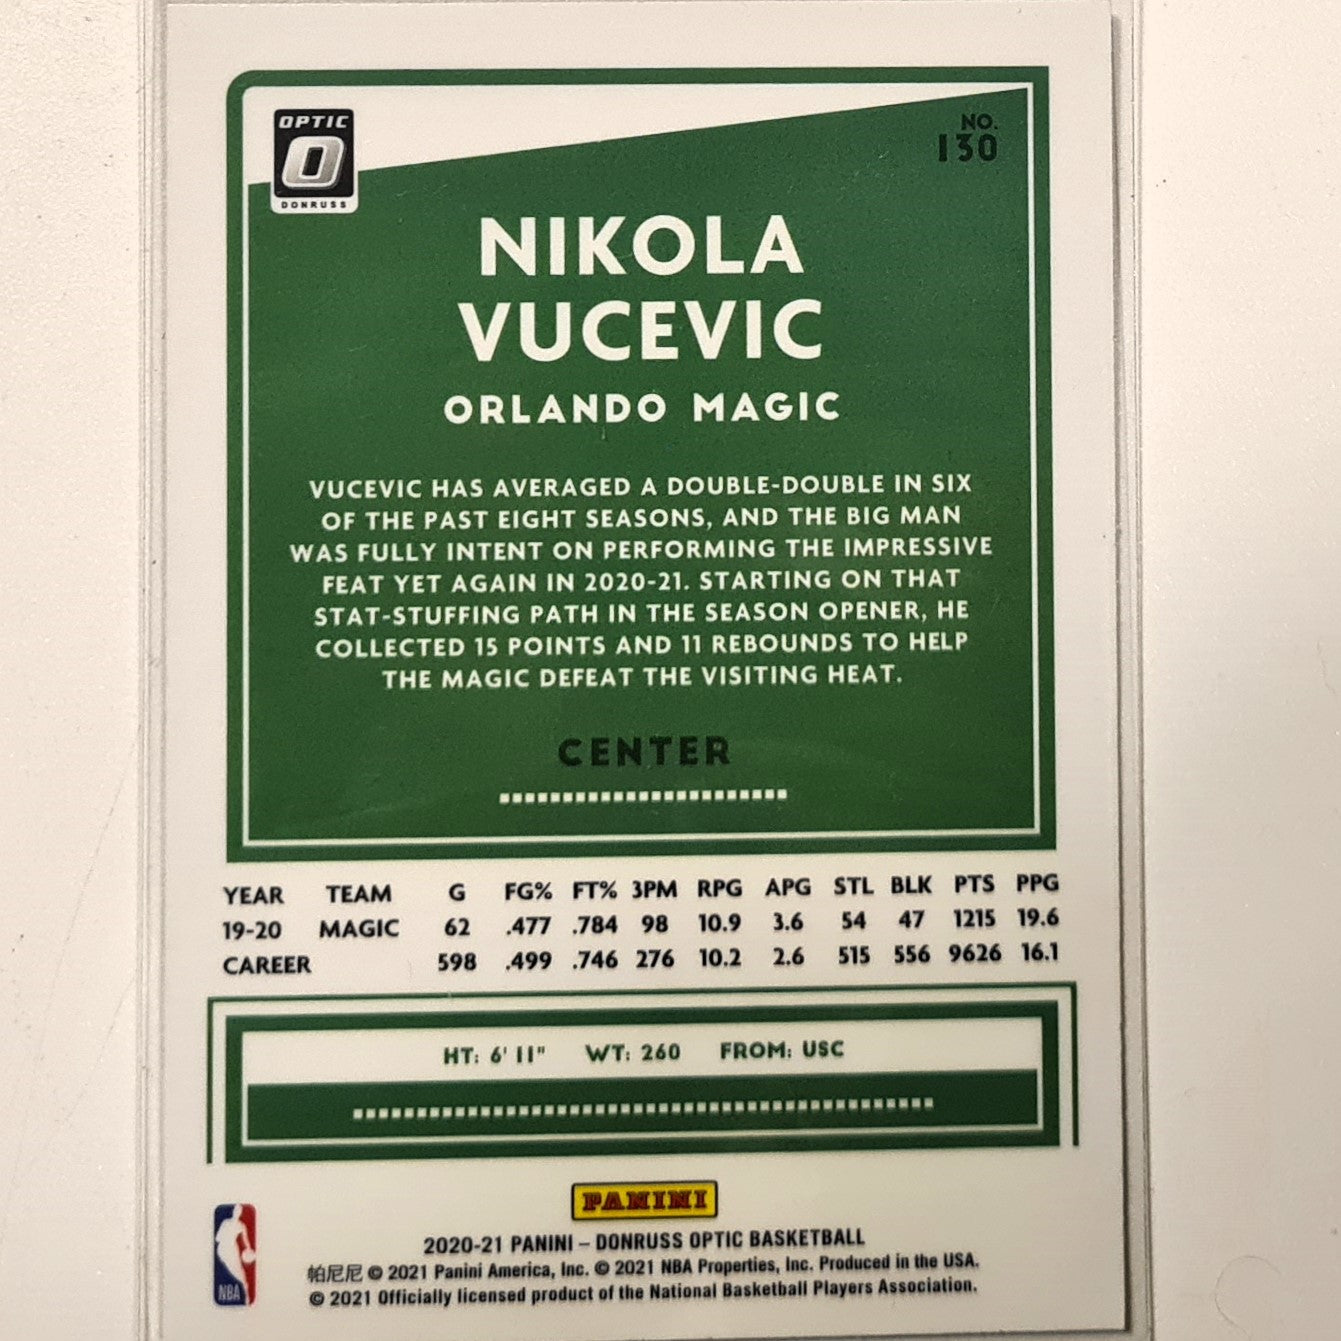 OPTIC
DONRUSS
NO.
130
NIKOLA
VUCEVIC
ORLANDO MAGIC
VUCEVIC HAS AVERAGED A DOUBLE-DOUBLE IN SIX
OF THE PAST EIGHT SEASONS, AND THE BIG MAN
WAS FULLY INTENT ON PERFORMING THE IMPRESSIVE
FEAT YET AGAIN IN 2020-21. STARTING ON THAT
STAT-STUFFING PATH IN THE SEASON OPENER, HE
COLLECTED 15 POINTS AND 11 REBOUNDS TO HELP
THE MAGIC DEFEAT THE VISITING HEAT.
CENTER
YEAR TEAM G FG% FT% 3PM RPG APG STL BLK PTS PPG
19-20 MAGIC 62 .477 .784 98 10.9 3.6 54 47 1215 19.6
CAREER 598 .499 .746 276 10.2 2.6 515 556 9626 16.1
HT: 6' 11" WT: 260 FROM: USC
PANINI
2020-21 PANINI – DONRUSS OPTIC BASKETBALL
帕尼尼 © 2021 Panini America, Inc. © 2021 NBA Properties, Inc. Produced in the USA.
© 2021 Officially licensed product of the National Basketball Players Association.
NBA